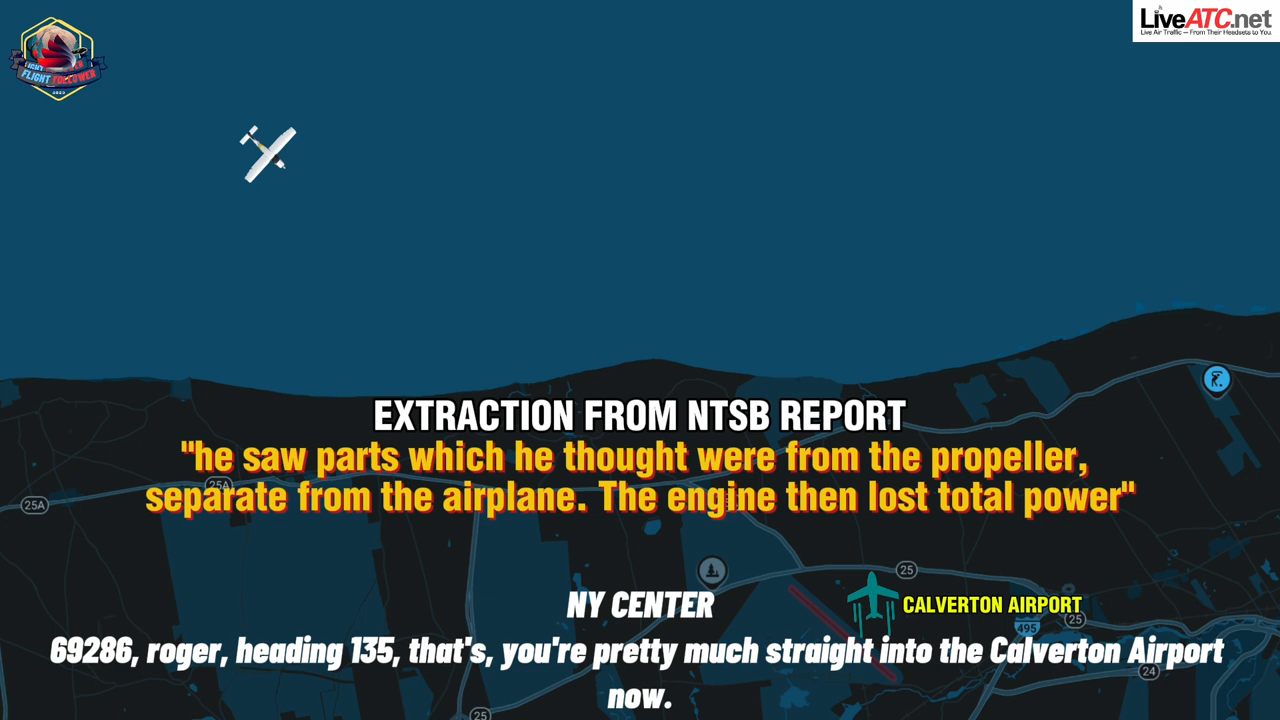 LiveATC.net
Live Air Traffic — From Their Headsets to You.
FLIGHT FOLLOWER
2023
EXTRACTION FROM NTSB REPORT
"he saw parts which he thought were from the propeller,
separate from the airplane. The engine then lost total power"
25A
25A
25
CALVERTON AIRPORT
NY CENTER
495
25
69286, roger, heading 135, that's, you're pretty much straight into the Calverton Airport
24
now.
25